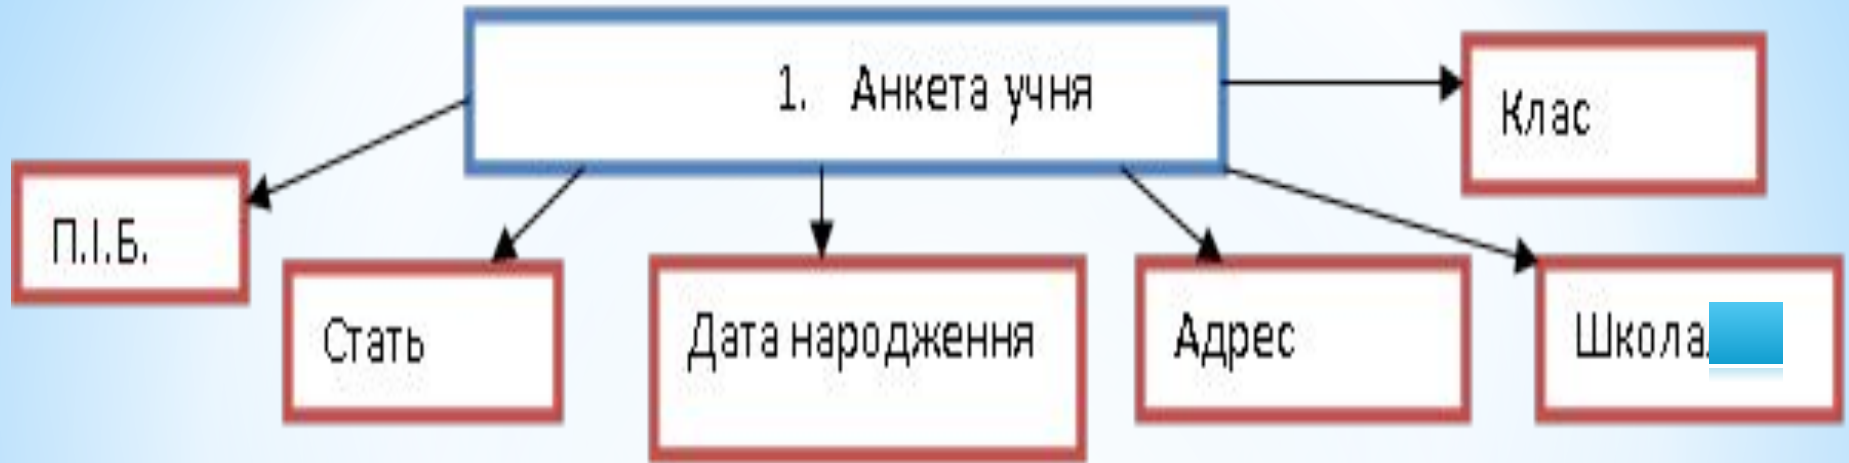 1. Анкета учня
Клас
П.І.Б.
Стать
Дата народження
Адрес
Школа